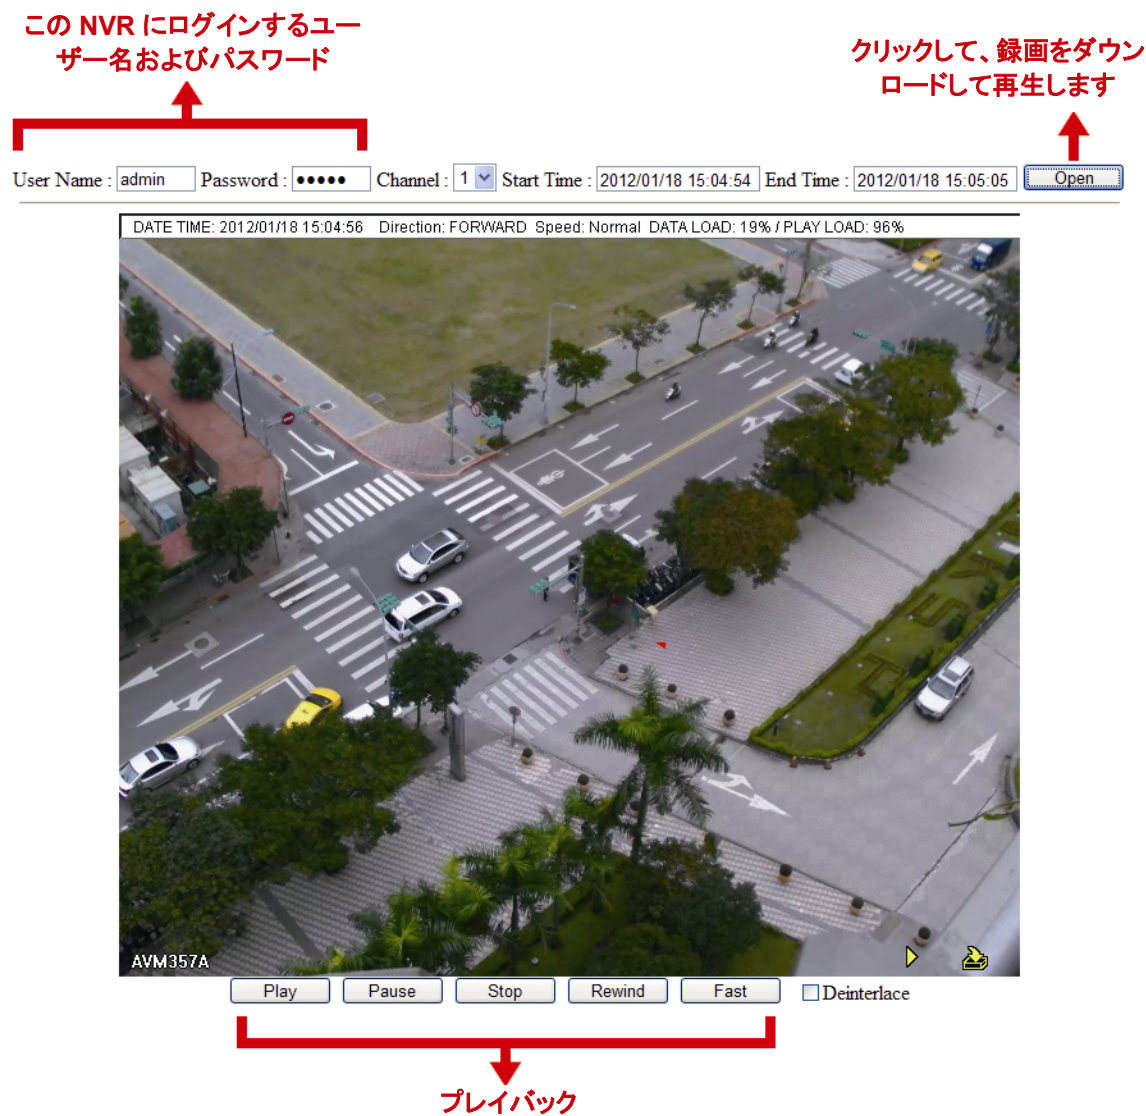 この NVR にログインするユー
ザー名およびパスワード
クリックして、録画をダウン
ロードして再生します
User Name : admin Password : ●●●●● Channel : 1 Start Time : 2012/01/18 15:04:54 End Time : 2012/01/18 15:05:05 Open
DATE TIME: 2012/01/18 15:04:56 Direction: FORWARD Speed: Normal DATA LOAD: 19% / PLAY LOAD: 96%
AVM357A
Play Pause Stop Rewind Fast Deinterlace
プレイバック